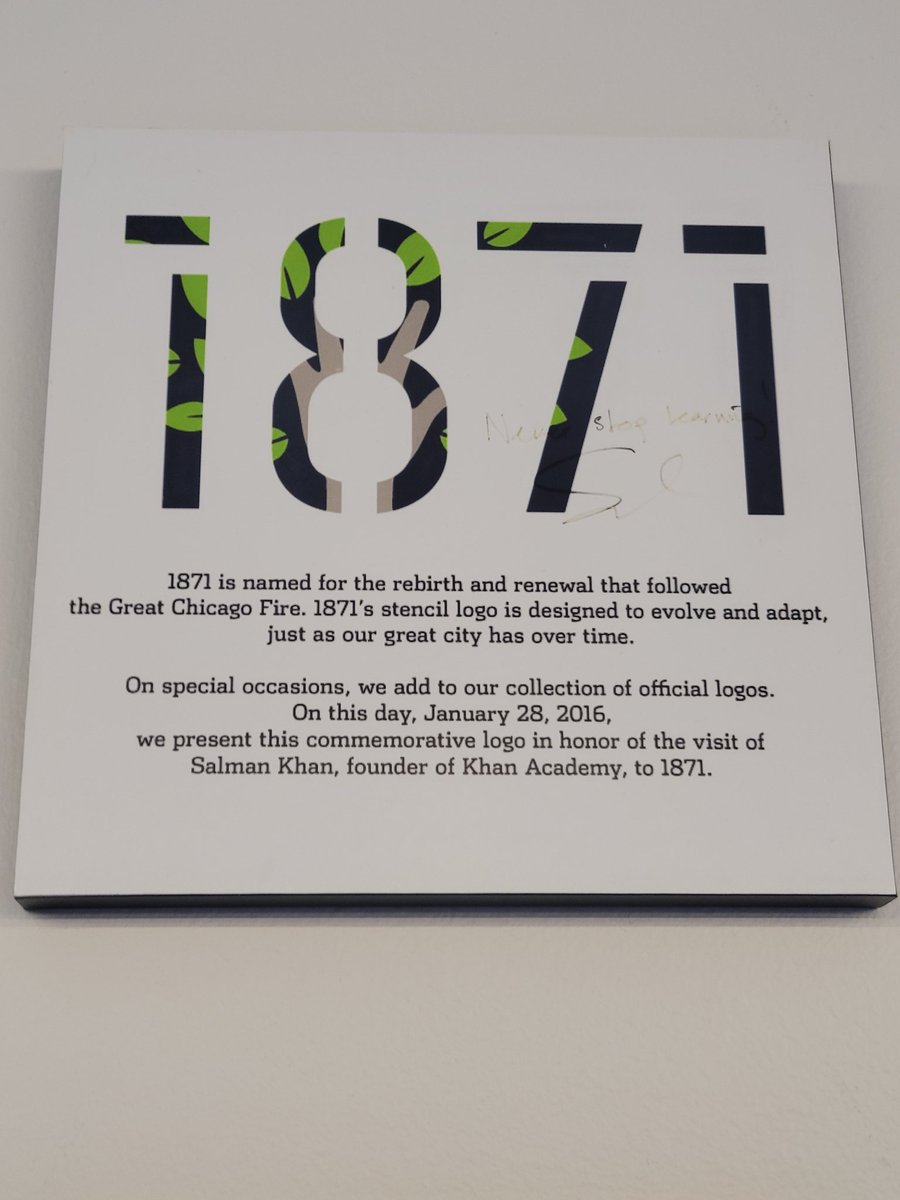 1871
Never stop learning!
Sal
1871 is named for the rebirth and renewal that followed
the Great Chicago Fire. 1871's stencil logo is designed to evolve and adapt,
just as our great city has over time.
On special occasions, we add to our collection of official logos.
On this day, January 28, 2016,
we present this commemorative logo in honor of the visit of
Salman Khan, founder of Khan Academy, to 1871.